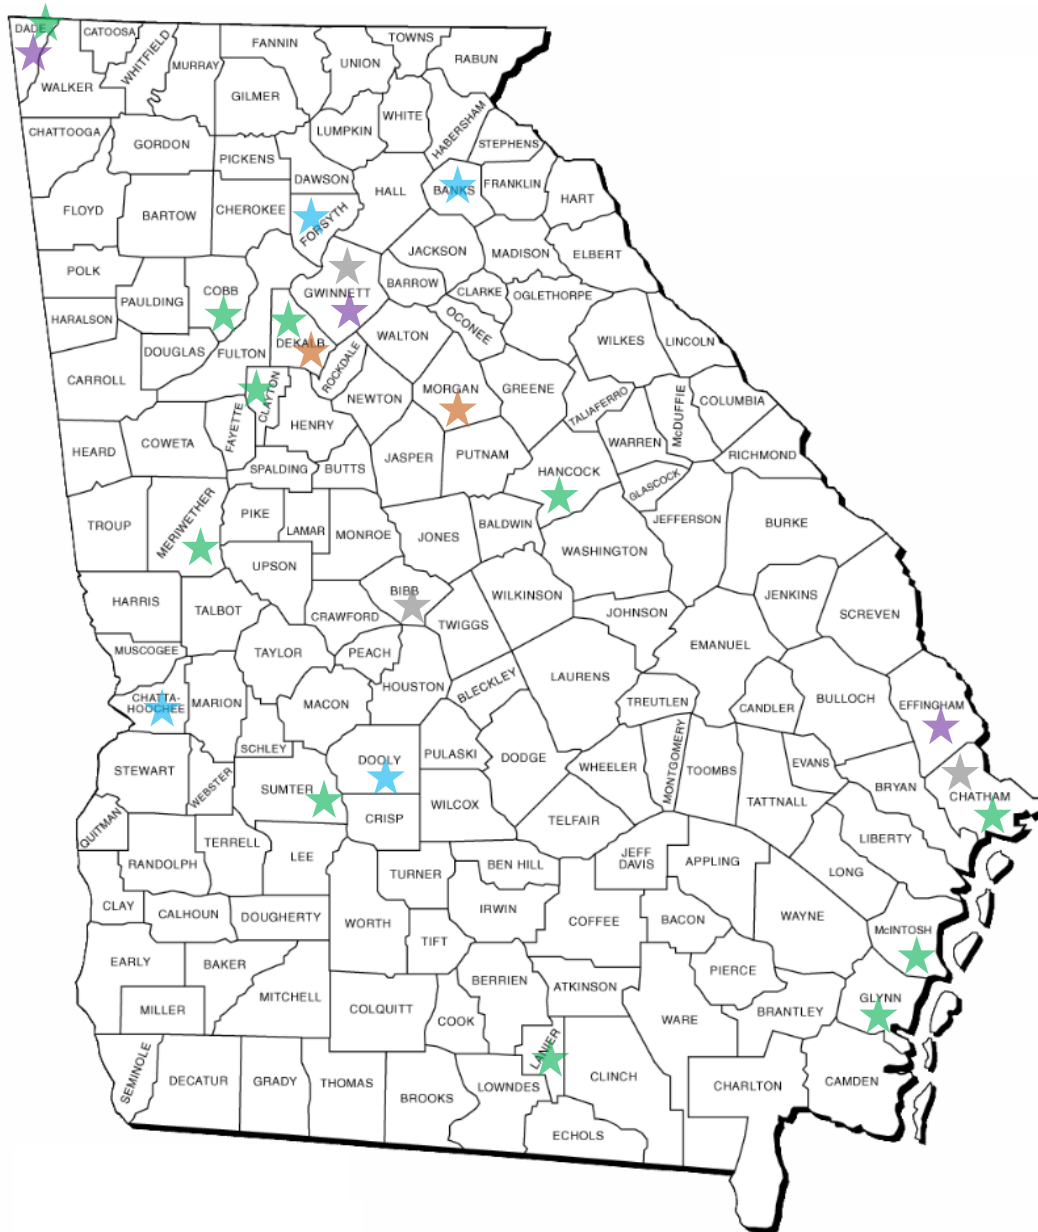 DADE
CATOOSA
WHITFIELD
MURRAY
FANNIN
UNION
TOWNS
RABUN
WALKER
GILMER
LUMPKIN
WHITE
HABERSHAM
STEPHENS
CHATTOOGA
GORDON
PICKENS
DAWSON
HALL
BANKS
FRANKLIN
HART
FLOYD
BARTOW
CHEROKEE
FORSYTH
JACKSON
MADISON
ELBERT
POLK
PAULDING
COBB
GWINNETT
BARROW
CLARKE
OGLETHORPE
HARALSON
DOUGLAS
FULTON
DEKALB
ROCKDALE
WALTON
OCONEE
WILKES
LINCOLN
CARROLL
FAYETTE
CLAYTON
HENRY
NEWTON
MORGAN
GREENE
TALIAFERRO
McDUFFIE
COLUMBIA
HEARD
COWETA
SPALDING
BUTTS
JASPER
PUTNAM
HANCOCK
WARREN
GLASCOCK
RICHMOND
TROUP
MERIWETHER
PIKE
LAMAR
MONROE
JONES
BALDWIN
WASHINGTON
JEFFERSON
BURKE
HARRIS
TALBOT
UPSON
CRAWFORD
BIBB
TWIGGS
WILKINSON
JOHNSON
JENKINS
SCREVEN
MUSCOGEE
TAYLOR
PEACH
HOUSTON
BLECKLEY
LAURENS
EMANUEL
CHATTA-
HOOCHEE
MARION
MACON
TREUTLEN
CANDLER
BULLOCH
EFFINGHAM
STEWART
WEBSTER
SCHLEY
DOOLY
PULASKI
DODGE
WHEELER
MONTGOMERY
TOOMBS
EVANS
BRYAN
CHATHAM
QUITMAN
SUMTER
CRISP
WILCOX
TELFAIR
TATTNALL
LIBERTY
RANDOLPH
TERRELL
LEE
TURNER
BEN HILL
JEFF
DAVIS
APPLING
LONG
CLAY
CALHOUN
DOUGHERTY
WORTH
TIFT
IRWIN
COFFEE
BACON
WAYNE
McINTOSH
EARLY
BAKER
MITCHELL
COLQUITT
BERRIEN
ATKINSON
PIERCE
BRANTLEY
GLYNN
MILLER
COOK
LANIER
WARE
SEMINOLE
DECATUR
GRADY
THOMAS
BROOKS
LOWNDES
CLINCH
CHARLTON
CAMDEN
ECHOLS